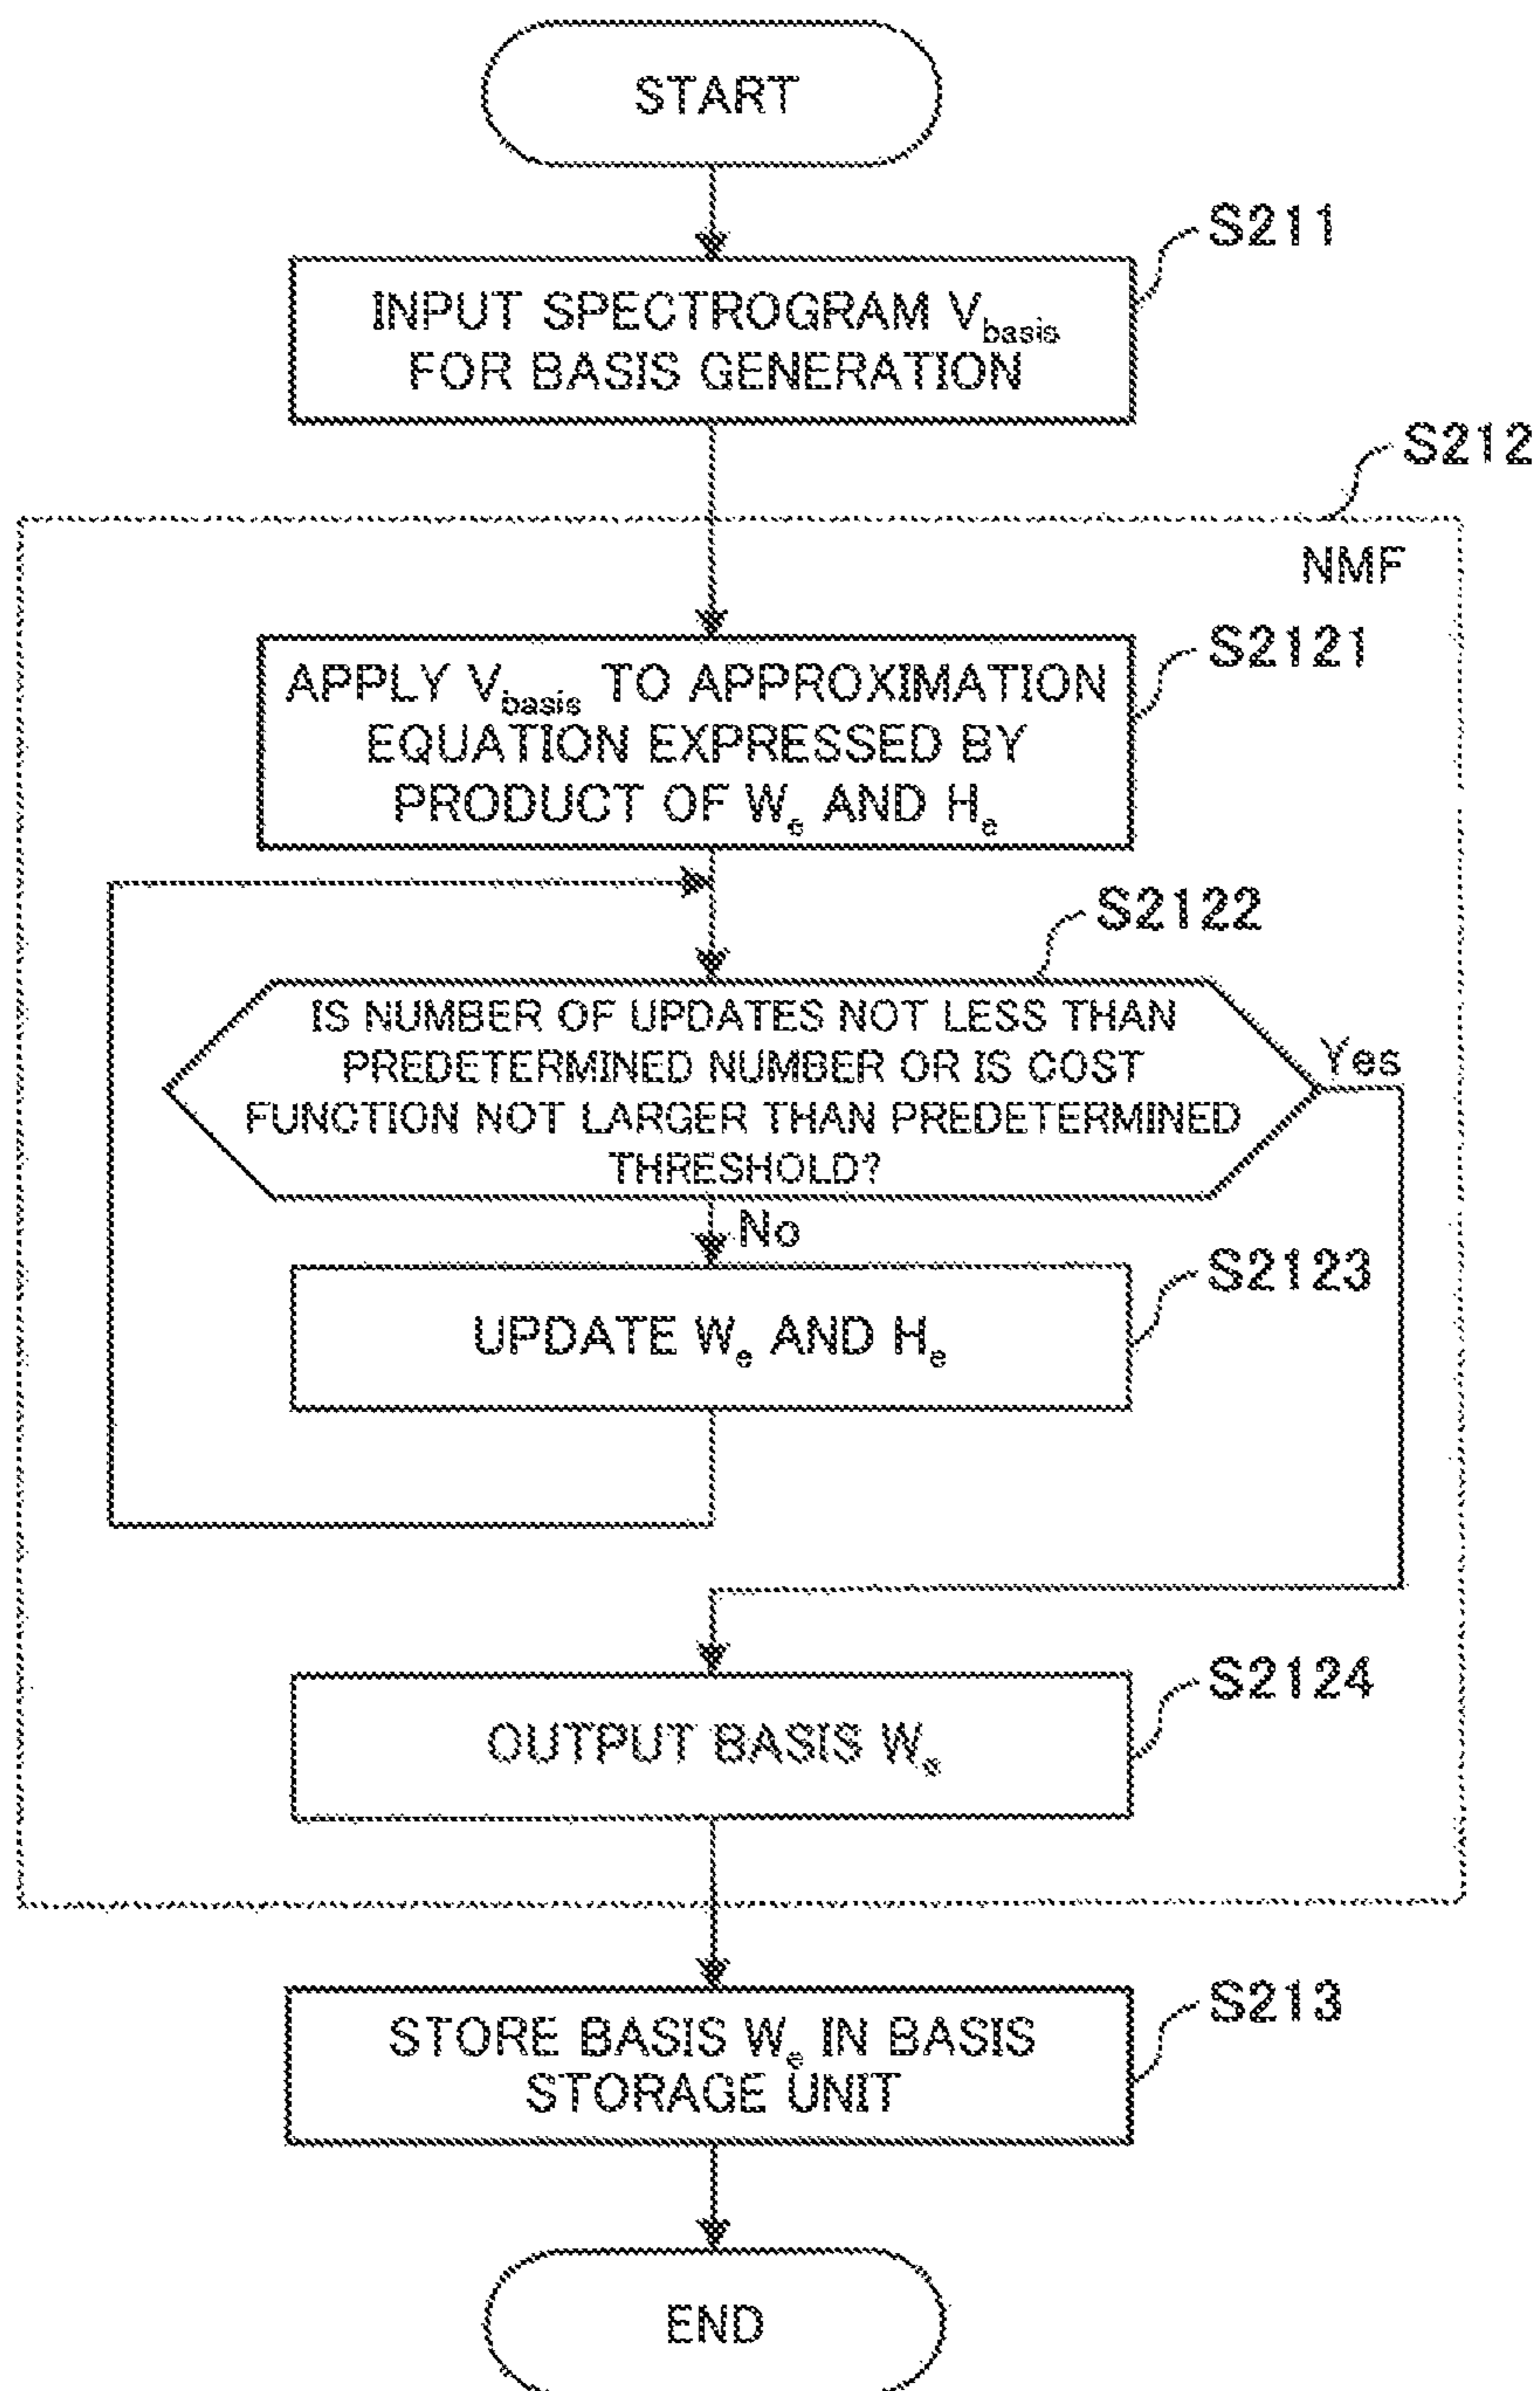 START
S211
INPUT SPECTROGRAM Vbasis
FOR BASIS GENERATION
S212
NMF
S2121
APPLY Vbasis TO APPROXIMATION
EQUATION EXPRESSED BY
PRODUCT OF We AND He
S2122
IS NUMBER OF UPDATES NOT LESS THAN
PREDETERMINED NUMBER OR IS COST
FUNCTION NOT LARGER THAN PREDETERMINED
THRESHOLD?
Yes
No
S2123
UPDATE We AND He
S2124
OUTPUT BASIS We
S213
STORE BASIS We IN BASIS
STORAGE UNIT
END